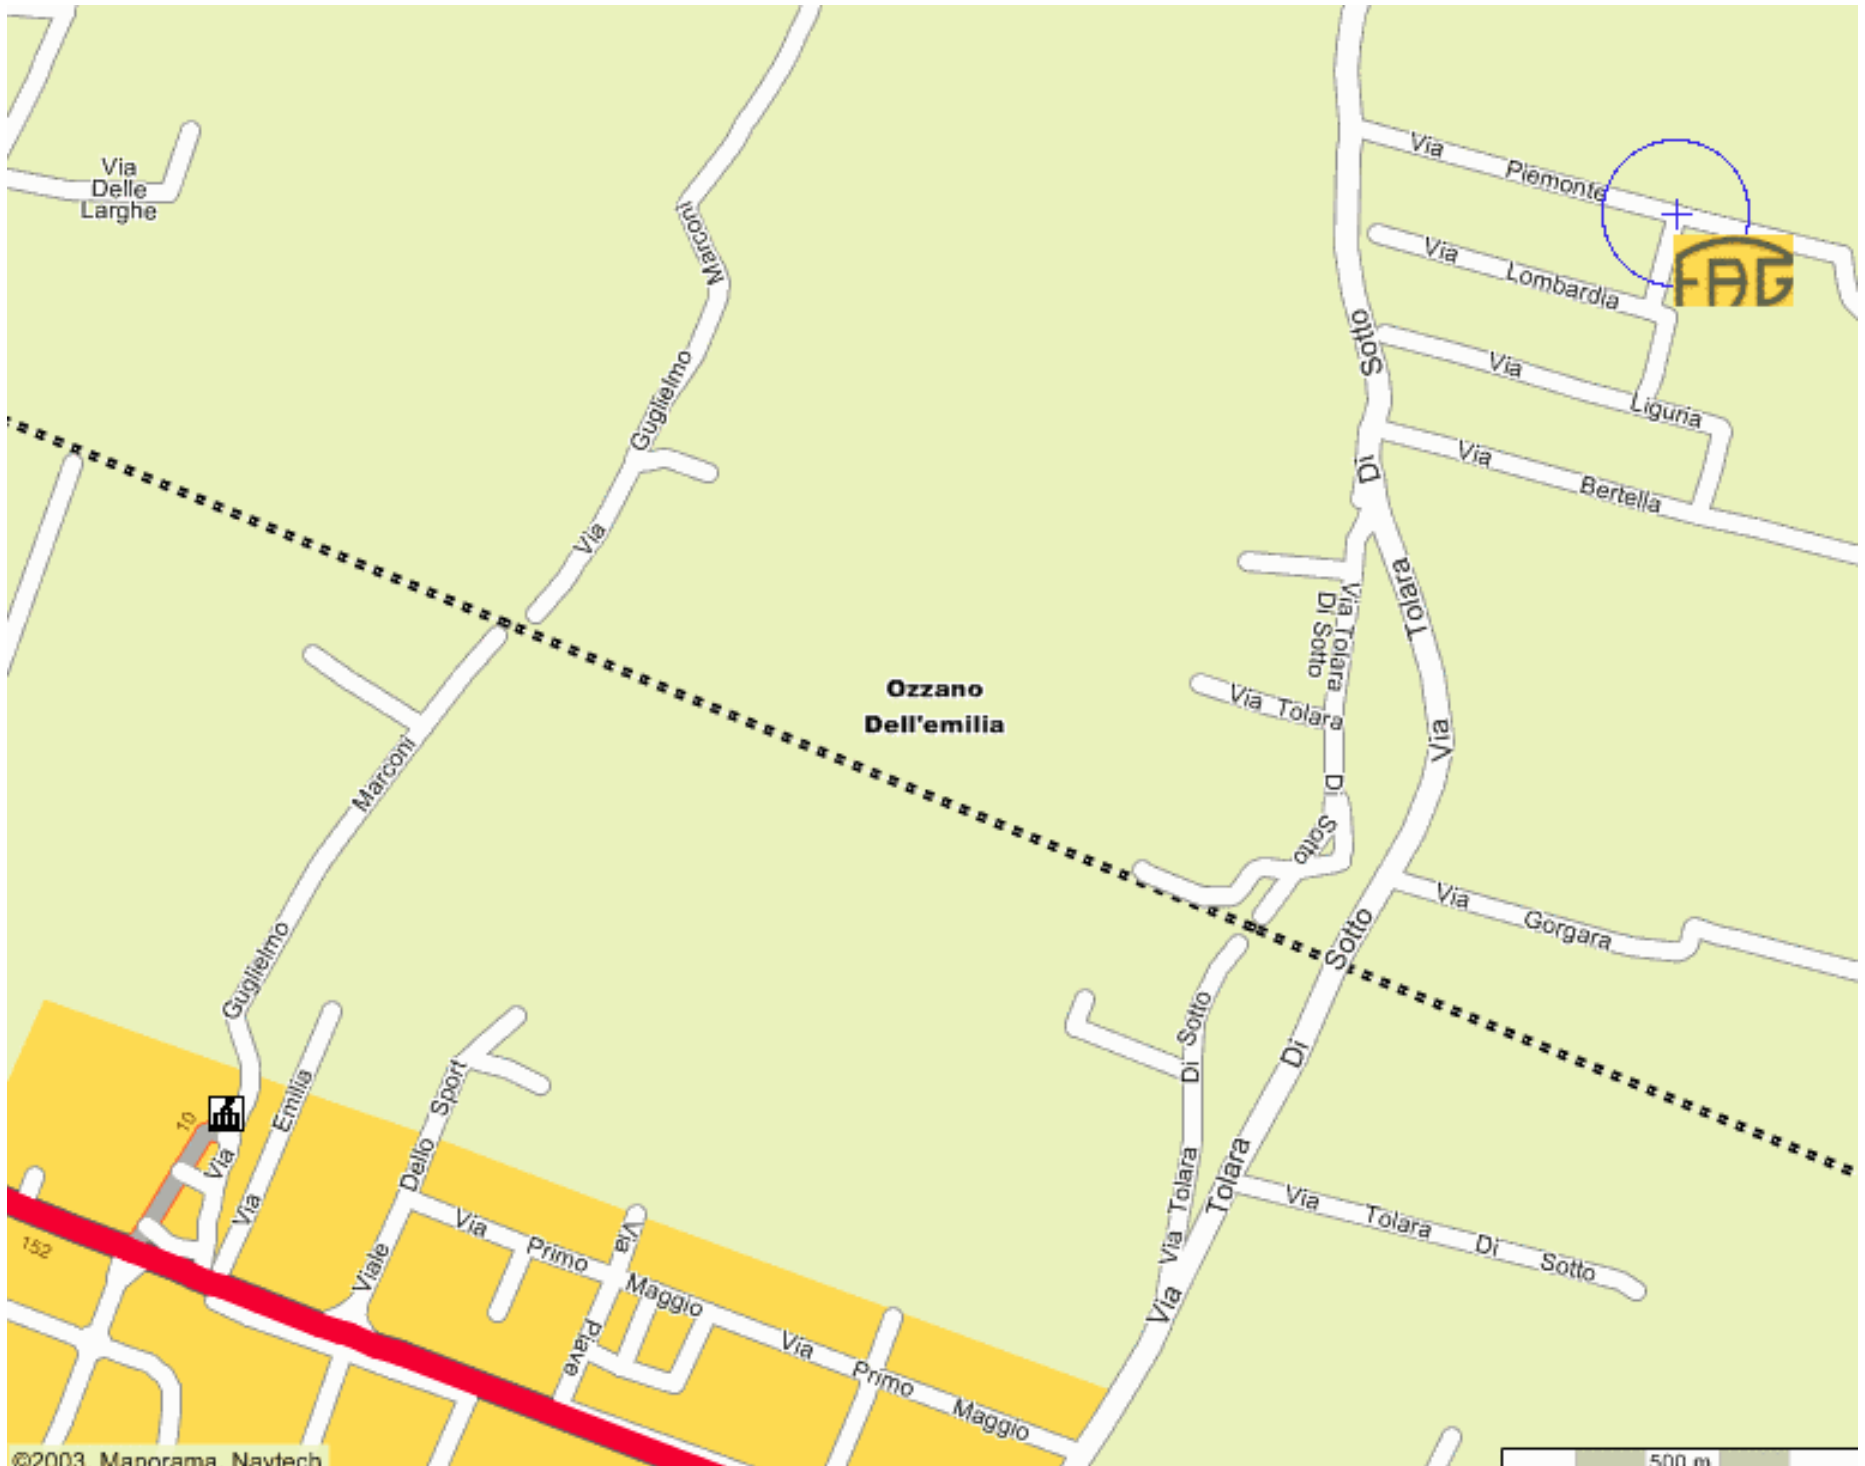 Via
Delle
Larghe
Marconi
Guglielmo
Via
Marconi
Guglielmo
Via
Via Piemonte
FAG
Via Lombardia
Via Liguria
Via Bertella
Sotto
Di
Tolara
Via
Via Tolara
Di Sotto
Via Tolara Di Sotto
Ozzano
Dell'emilia
Via Gorgara
Sotto
Di
Tolara
Via
Via Tolara Di Sotto
Via Tolara Di Sotto
10
152
Via Emilia
Viale Dello Sport
Via Primo Maggio
Via Piave
Via Primo Maggio
©2003 Maporama, Navtech
500 m